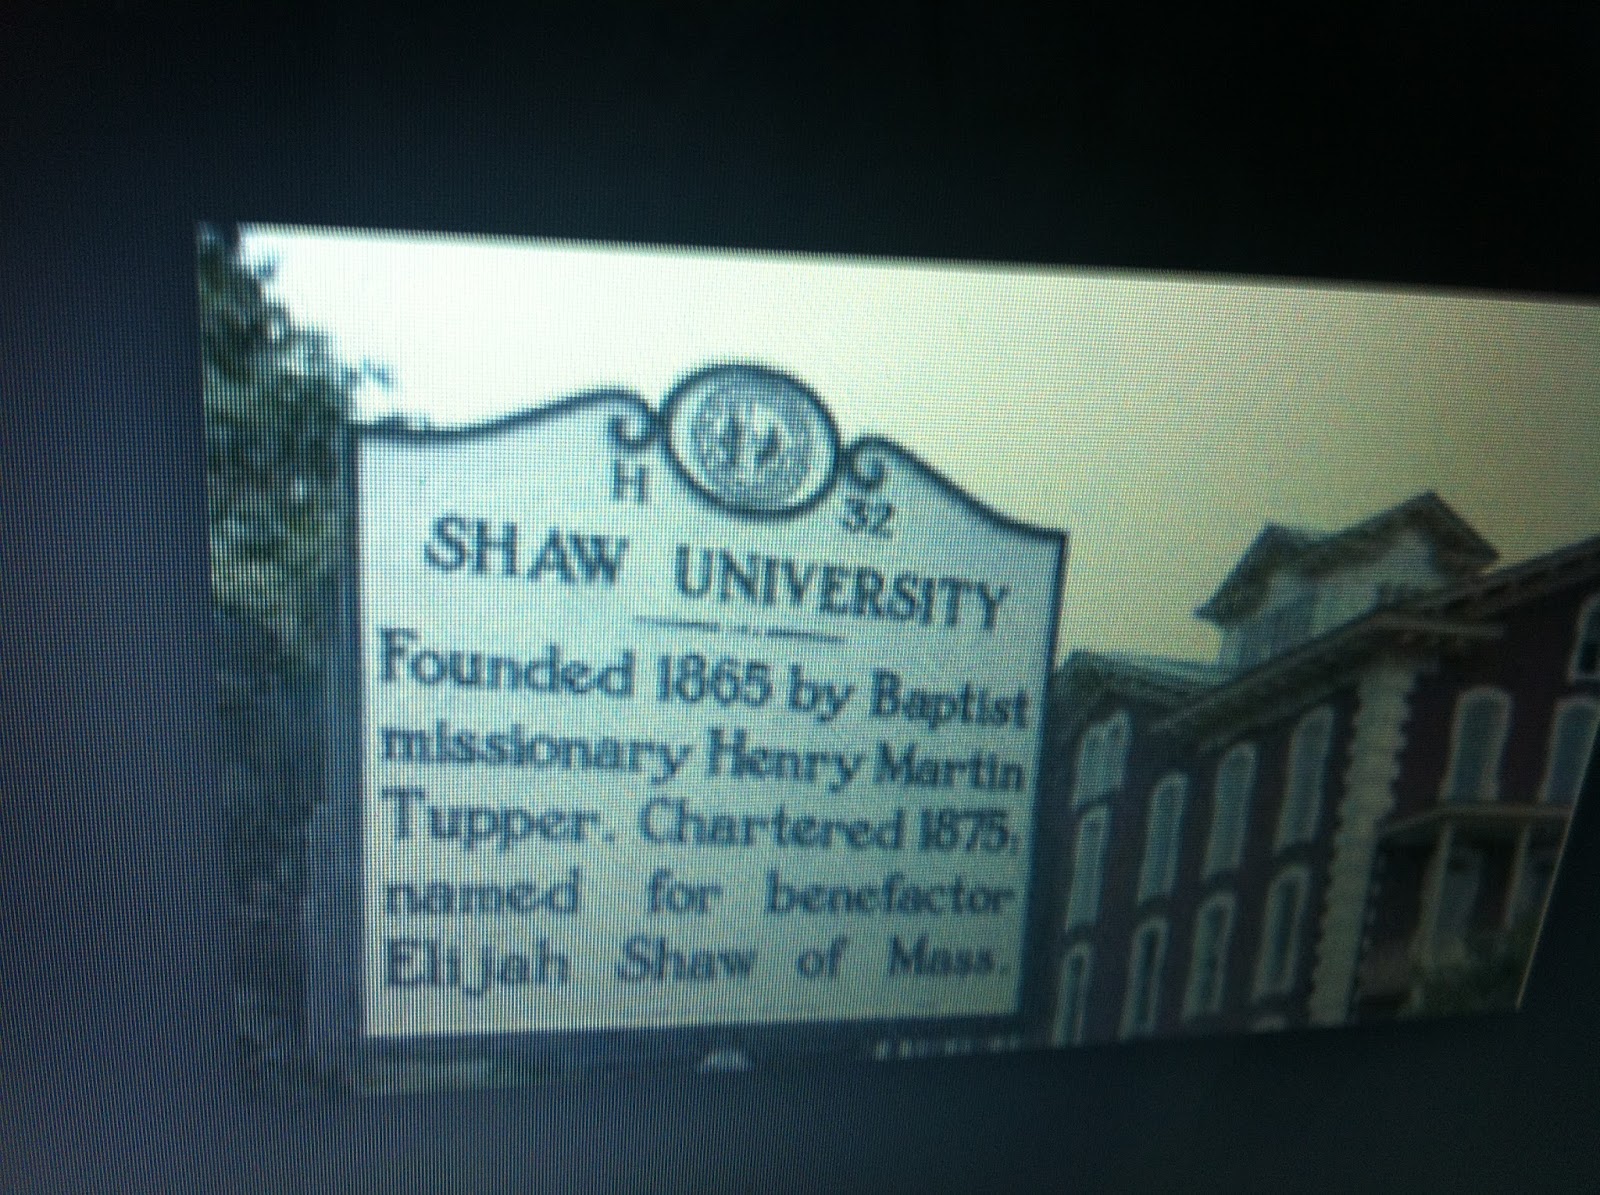 H 32
SHAW UNIVERSITY
Founded 1865 by Baptist
missionary Henry Martin
Tupper. Chartered 1875;
named for benefactor
Elijah Shaw of Mass.